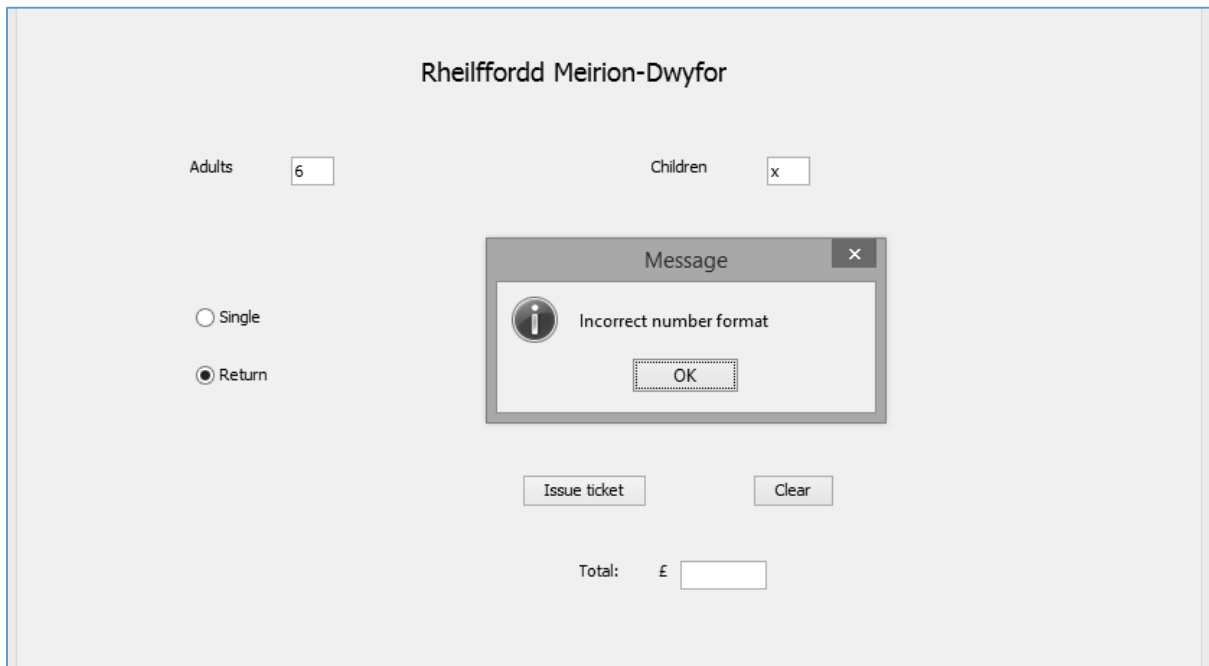 Rheilffordd Meirion-Dwyfor
Adults 6 Children x
Message ×
Single
Incorrect number format
Return
OK
Issue ticket Clear
Total: £